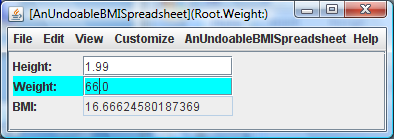 [AnUndoableBMISpreadsheet](Root.Weight:)
File Edit View Customize AnUndoableBMISpreadsheet Help
Height: 1.99
Weight: 66.0
BMI: 16.66624580187369